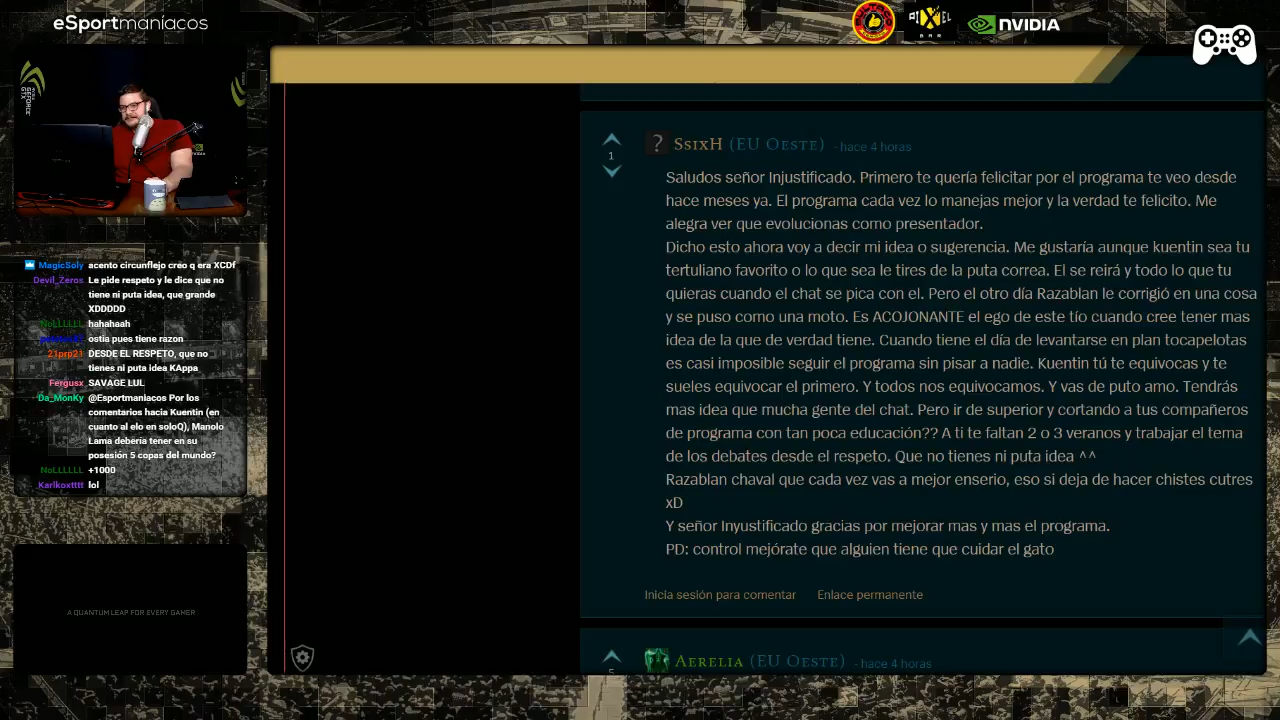 eSportmaníacos
PIXEL
BAR
NVIDIA
GEFORCE
GTX
NVIDIA
SsixH (EU Oeste) - hace 4 horas
1
Saludos señor Injustificado. Primero te quería felicitar por el programa te veo desde
hace meses ya. El programa cada vez lo manejas mejor y la verdad te felicito. Me
alegra ver que evolucionas como presentador.
Dicho esto ahora voy a decir mi idea o sugerencia. Me gustaría aunque kuentin sea tu
tertuliano favorito o lo que sea le tires de la puta correa. El se reirá y todo lo que tu
quieras cuando el chat se pica con el. Pero el otro día Razablan le corrigió en una cosa
y se puso como una moto. Es ACOJONANTE el ego de este tío cuando cree tener mas
idea de la que de verdad tiene. Cuando tiene el día de levantarse en plan tocapelotas
es casi imposible seguir el programa sin pisar a nadie. Kuentin tú te equivocas y te
sueles equivocar el primero. Y todos nos equivocamos. Y vas de puto amo. Tendrás
mas idea que mucha gente del chat. Pero ir de superior y cortando a tus compañeros
de programa con tan poca educación?? A ti te faltan 2 o 3 veranos y trabajar el tema
de los debates desde el respeto. Que no tienes ni puta idea ^^
Razablan chaval que cada vez vas a mejor enserio, eso si deja de hacer chistes cutres
xD
Y señor Inyustificado gracias por mejorar mas y mas el programa.
PD: control mejórate que alguien tiene que cuidar el gato
Inicia sesión para comentar Enlace permanente
Aerelia (EU Oeste) - hace 4 horas
5
MagicSoly acento circunflejo creo q era XCDf
Devil_Zeros Le pide respeto y le dice que no
tiene ni puta idea, que grande
XDDDDD
NoLLLLLL hahahaah
ostia pues tiene razon
21prp21 DESDE EL RESPETO, que no
tienes ni puta idea KAppa
Fergusx SAVAGE LUL
Da_MonKy @Esportmaniacos Por los
comentarios hacia Kuentin (en
cuanto al elo en soloQ), Manolo
Lama debería tener en su
posesión 5 copas del mundo?
NoLLLLLL +1000
Karlkoxtttt lol
A QUANTUM LEAP FOR EVERY GAMER